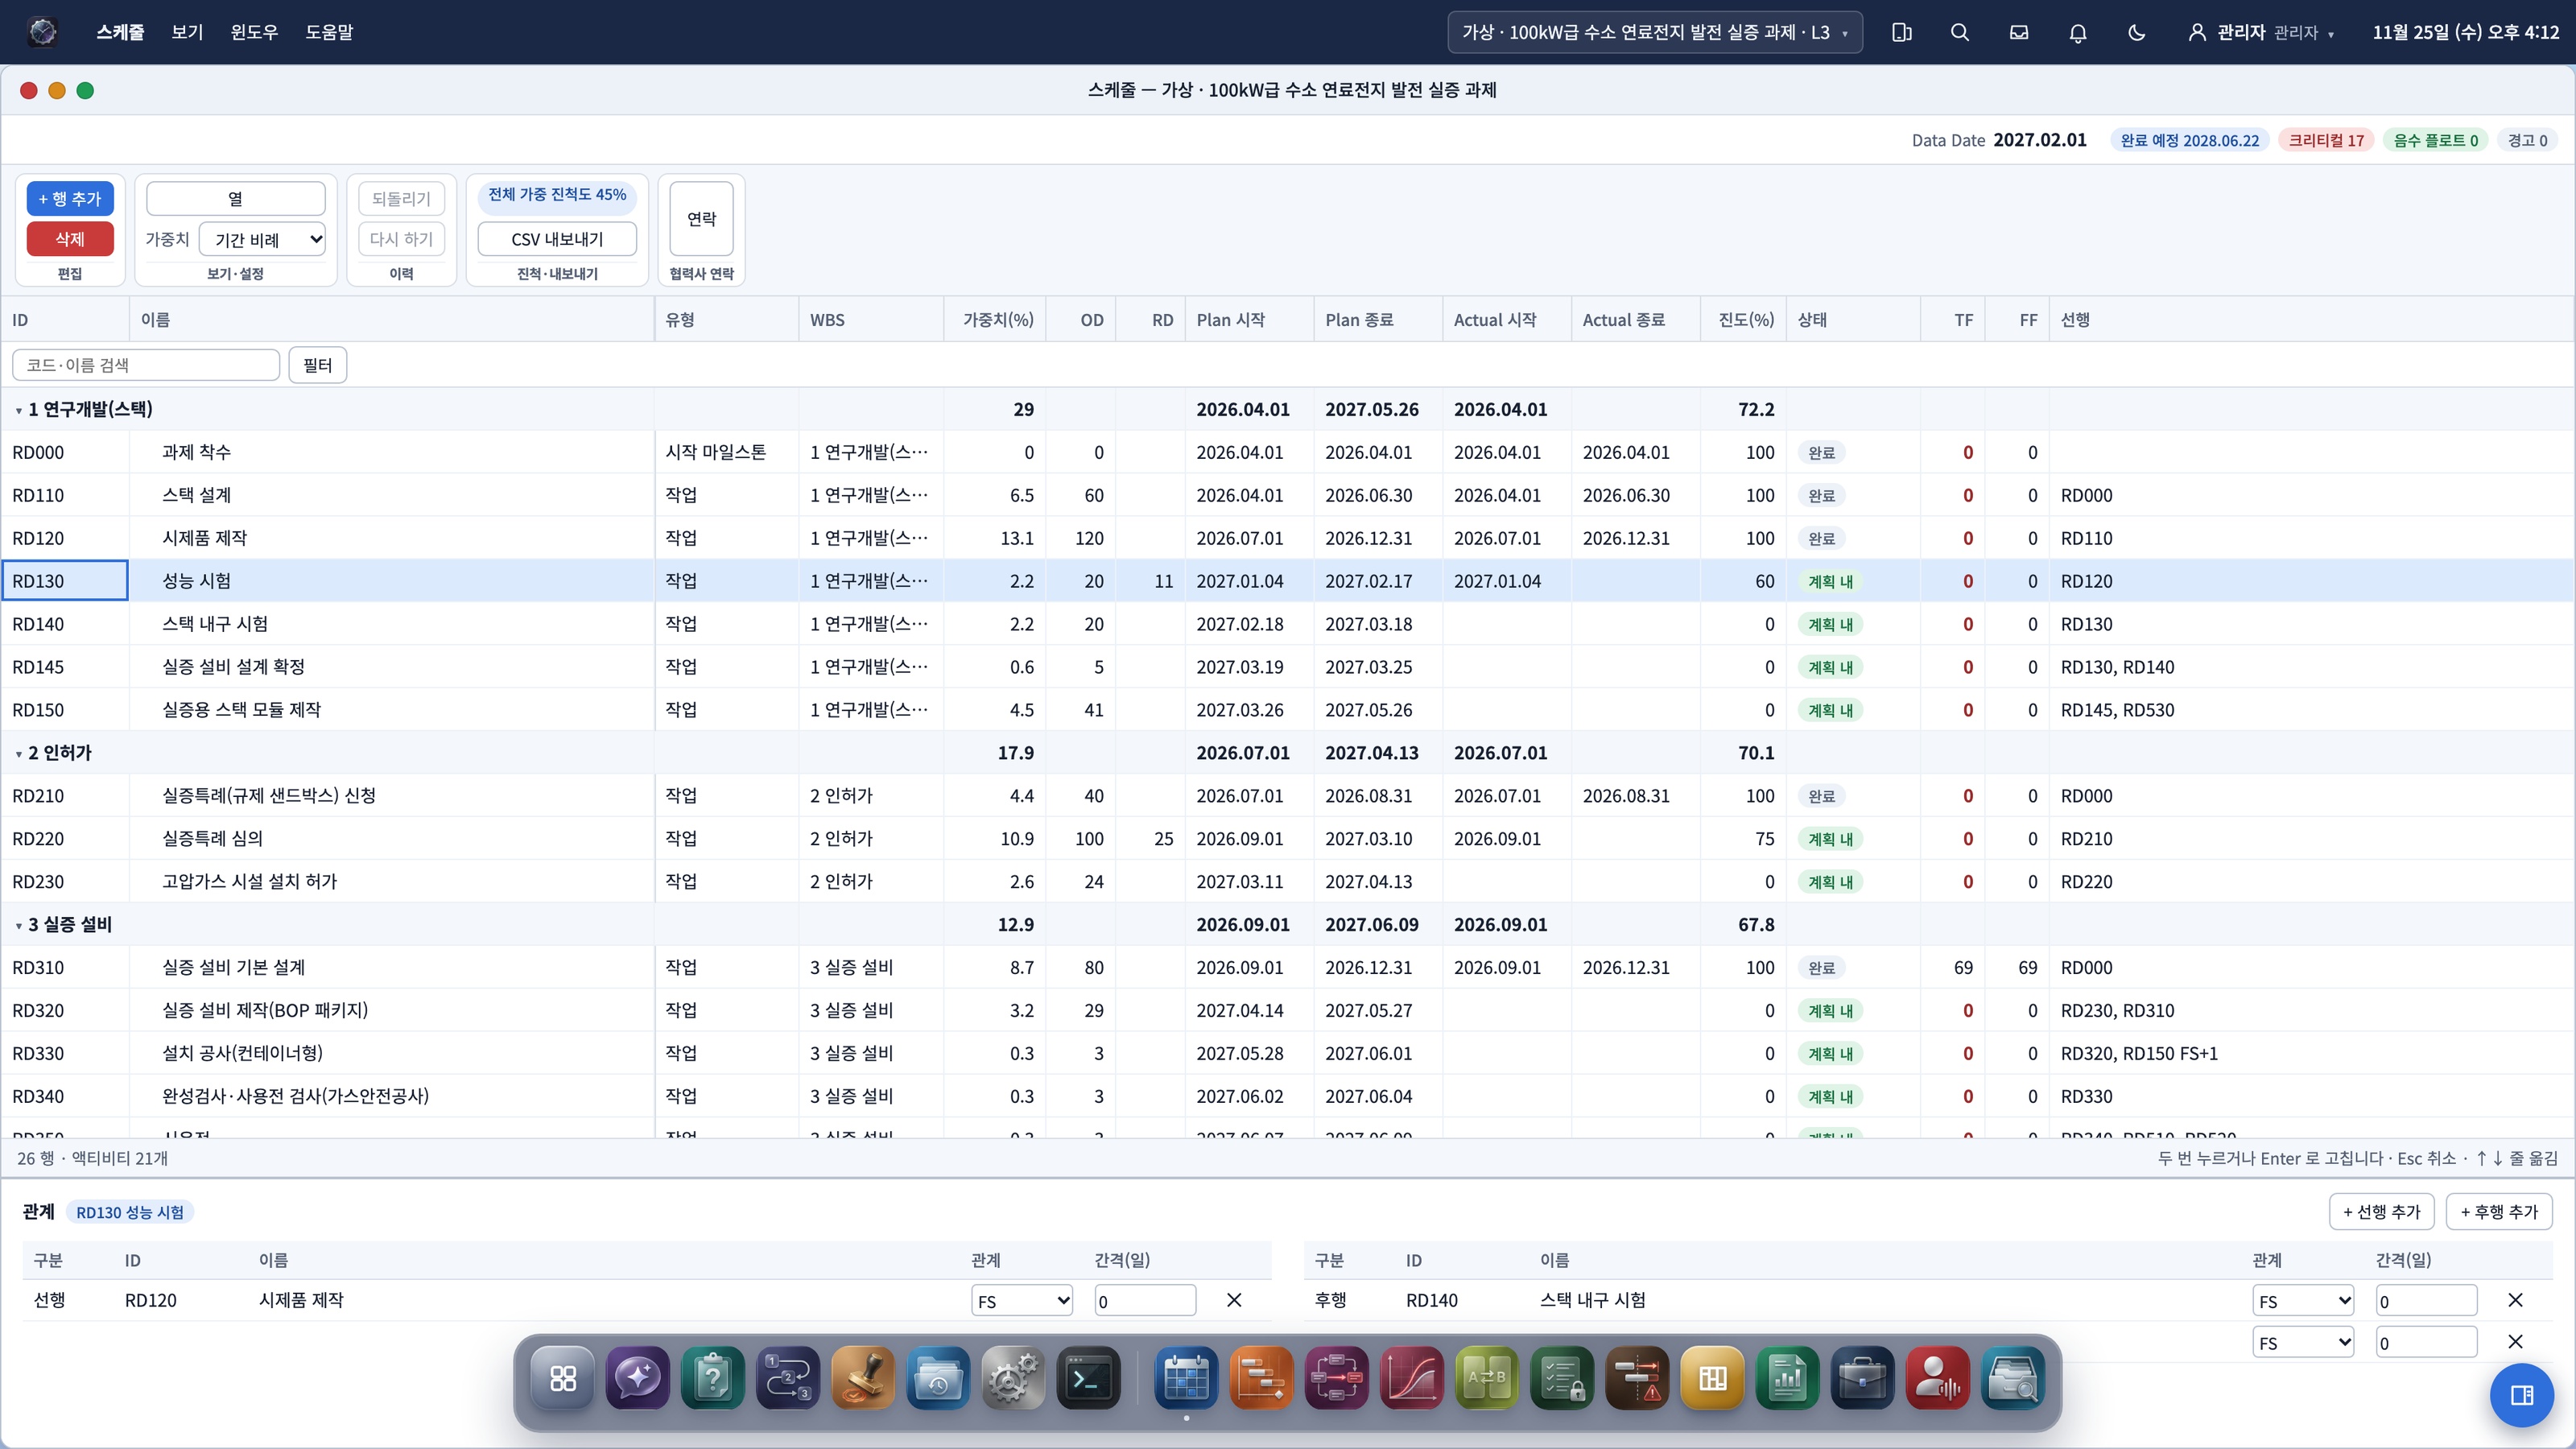 스케줄 보기 윈도우 도움말 가상 · 100kW급 수소 연료전지 발전 실증 과제 · L3 관리자 관리자 11월 25일 (수) 오후 4:12
스케줄 — 가상 · 100kW급 수소 연료전지 발전 실증 과제
Data Date 2027.02.01 완료 예정 2028.06.22 크리티컬 17 음수 플로트 0 경고 0
+ 행 추가 열 되돌리기 전체 가중 진척도 45% 연락
삭제 가중치 기간 비례 다시 하기 CSV 내보내기
편집 보기·설정 이력 진척·내보내기 협력사 연락
ID 이름 유형 WBS 가중치(%) OD RD Plan 시작 Plan 종료 Actual 시작 Actual 종료 진도(%) 상태 TF FF 선행
코드·이름 검색 필터
1 연구개발(스택) 29 2026.04.01 2027.05.26 2026.04.01 72.2
RD000 과제 착수 시작 마일스톤 1 연구개발(스… 0 0 2026.04.01 2026.04.01 2026.04.01 2026.04.01 100 완료 0 0
RD110 스택 설계 작업 1 연구개발(스… 6.5 60 2026.04.01 2026.06.30 2026.04.01 2026.06.30 100 완료 0 0 RD000
RD120 시제품 제작 작업 1 연구개발(스… 13.1 120 2026.07.01 2026.12.31 2026.07.01 2026.12.31 100 완료 0 0 RD110
RD130 성능 시험 작업 1 연구개발(스… 2.2 20 11 2027.01.04 2027.02.17 2027.01.04 60 계획 내 0 0 RD120
RD140 스택 내구 시험 작업 1 연구개발(스… 2.2 20 2027.02.18 2027.03.18 0 계획 내 0 0 RD130
RD145 실증 설비 설계 확정 작업 1 연구개발(스… 0.6 5 2027.03.19 2027.03.25 0 계획 내 0 0 RD130, RD140
RD150 실증용 스택 모듈 제작 작업 1 연구개발(스… 4.5 41 2027.03.26 2027.05.26 0 계획 내 0 0 RD145, RD530
2 인허가 17.9 2026.07.01 2027.04.13 2026.07.01 70.1
RD210 실증특례(규제 샌드박스) 신청 작업 2 인허가 4.4 40 2026.07.01 2026.08.31 2026.07.01 2026.08.31 100 완료 0 0 RD000
RD220 실증특례 심의 작업 2 인허가 10.9 100 25 2026.09.01 2027.03.10 2026.09.01 75 계획 내 0 0 RD210
RD230 고압가스 시설 설치 허가 작업 2 인허가 2.6 24 2027.03.11 2027.04.13 0 계획 내 0 0 RD220
3 실증 설비 12.9 2026.09.01 2027.06.09 2026.09.01 67.8
RD310 실증 설비 기본 설계 작업 3 실증 설비 8.7 80 2026.09.01 2026.12.31 2026.09.01 2026.12.31 100 완료 69 69 RD000
RD320 실증 설비 제작(BOP 패키지) 작업 3 실증 설비 3.2 29 2027.04.14 2027.05.27 0 계획 내 0 0 RD230, RD310
RD330 설치 공사(컨테이너형) 작업 3 실증 설비 0.3 3 2027.05.28 2027.06.01 0 계획 내 0 0 RD320, RD150 FS+1
RD340 완성검사·사용전 검사(가스안전공사) 작업 3 실증 설비 0.3 3 2027.06.02 2027.06.04 0 계획 내 0 0 RD330
26 행 · 액티비티 21개 두 번 누르거나 Enter 로 고칩니다 · Esc 취소 · ↑↓ 줄 옮김
관계 RD130 성능 시험 + 선행 추가 + 후행 추가
구분 ID 이름 관계 간격(일) 구분 ID 이름 관계 간격(일)
선행 RD120 시제품 제작 FS 0 후행 RD140 스택 내구 시험 FS 0
FS 0
1 2 3 A B